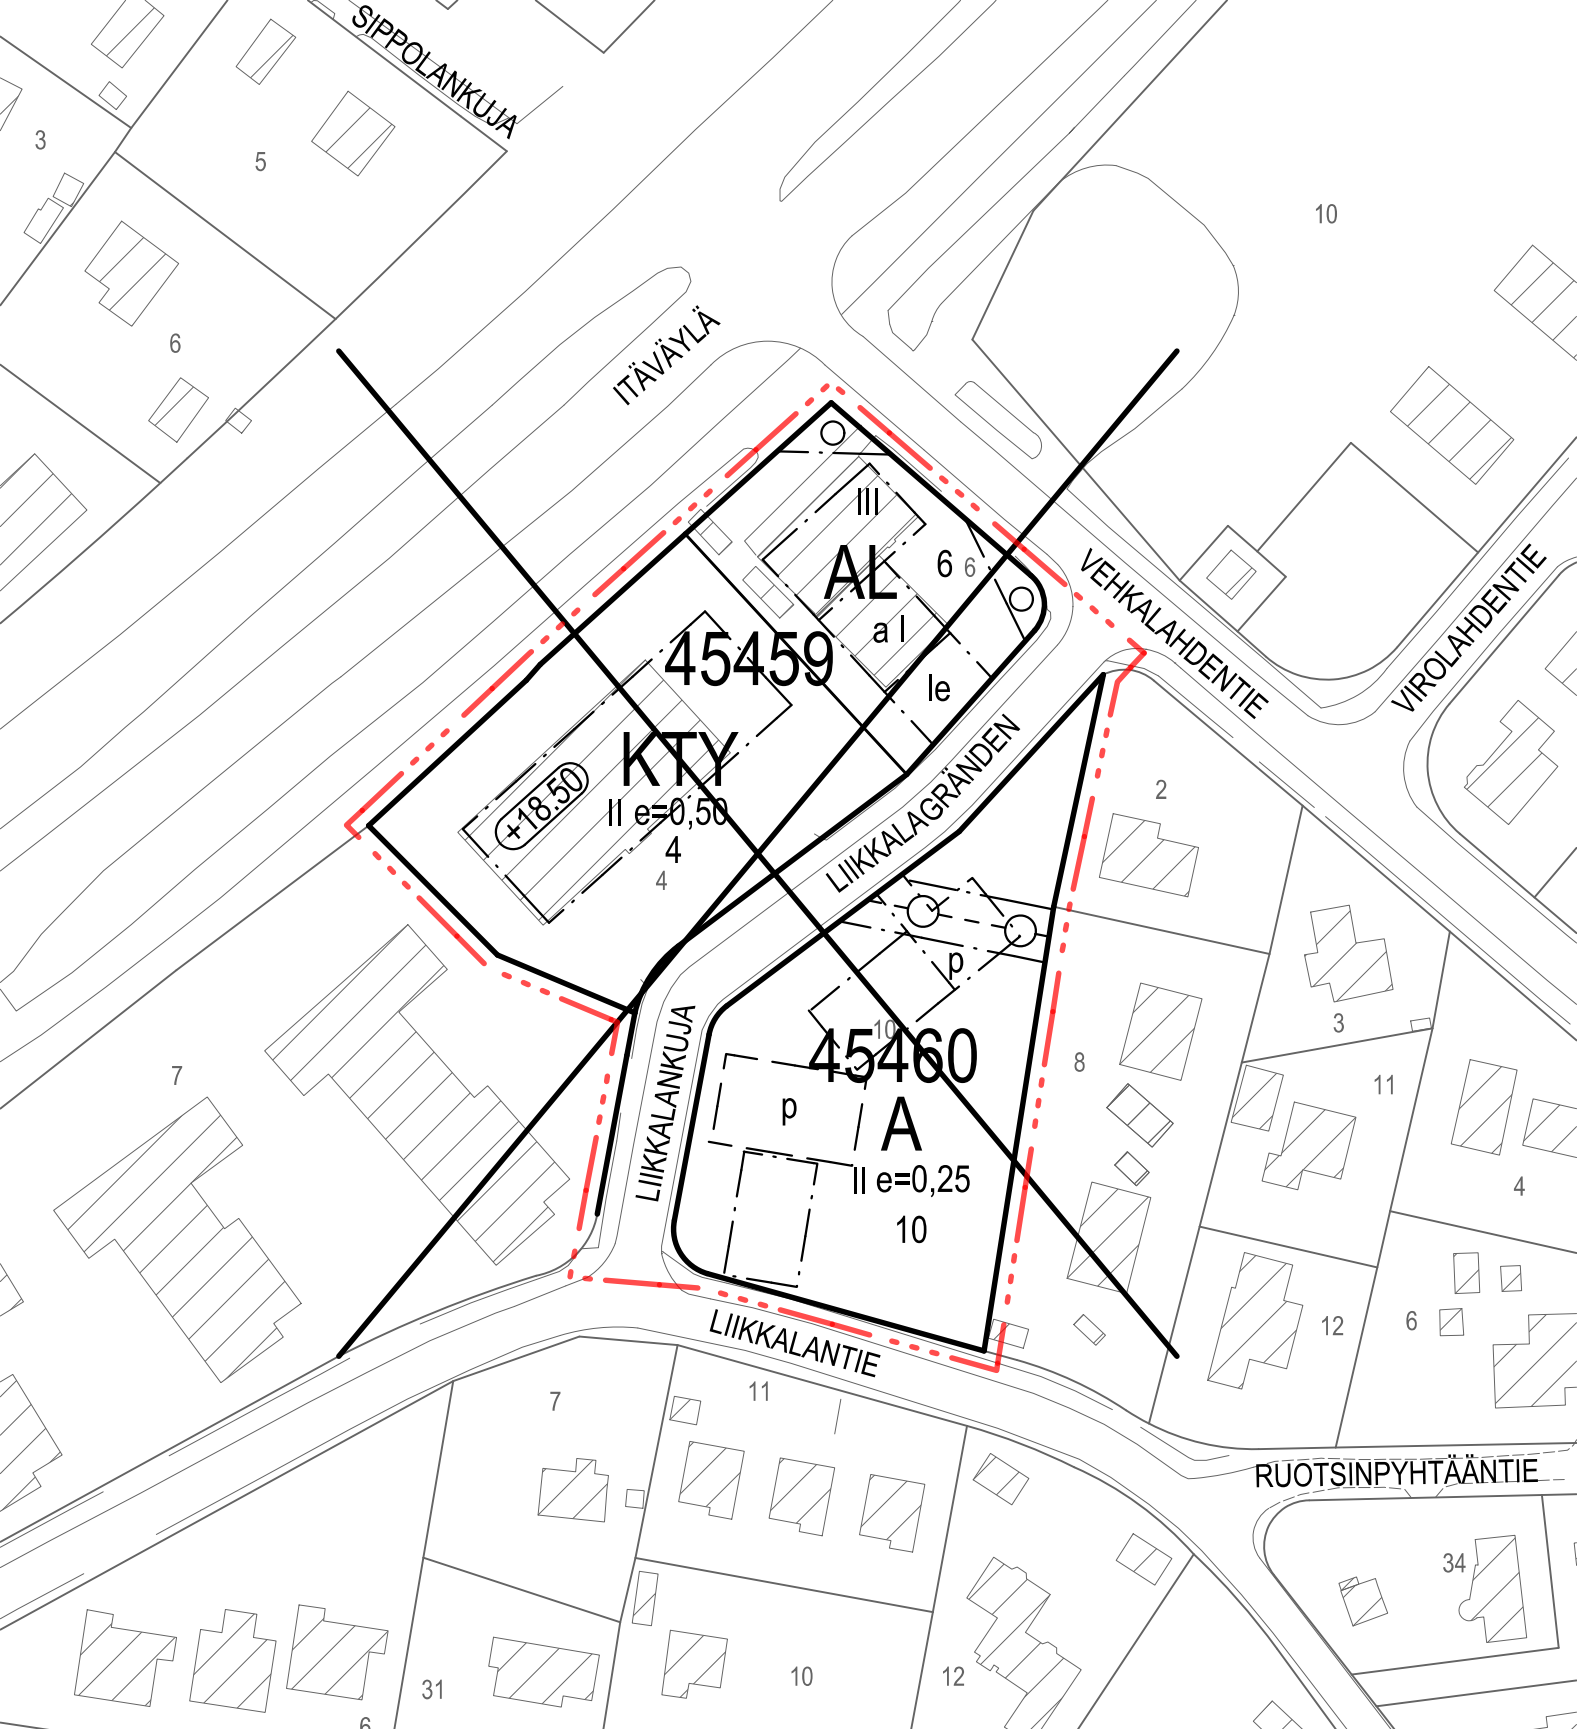 SIPPOLANKUJA
3
5
10
6
ITÄVÄYLÄ
III
AL
6
6
VEHKALAHDENTIE
VIROLAHDENTIE
a I
45459
le
KTY
+18.50
II e=0,50
4
4
LIIKKALAGRÄNDEN
2
p
10
3
45460
8
7
11
p
A
LIIKKALANKUJA
II e=0,25
4
10
LIIKKALANTIE
12
6
7
11
RUOTSINPYHTÄÄNTIE
34
31
10
12
6